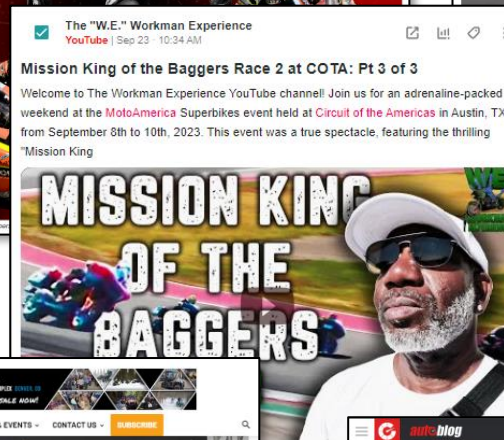 The "W.E." Workman Experience
YouTube | Sep 23 · 10:34 AM
Mission King of the Baggers Race 2 at COTA: Pt 3 of 3
Welcome to The Workman Experience YouTube channel! Join us for an adrenaline-packed
weekend at the MotoAmerica Superbikes event held at Circuit of the Americas in Austin, TX
from September 8th to 10th, 2023. This event was a true spectacle, featuring the thrilling
"Mission King
MISSION KING
OF THE
BAGGERS
W.E.
SALE NOW!
EVENTS
CONTACT US
SUBSCRIBE
autoblog